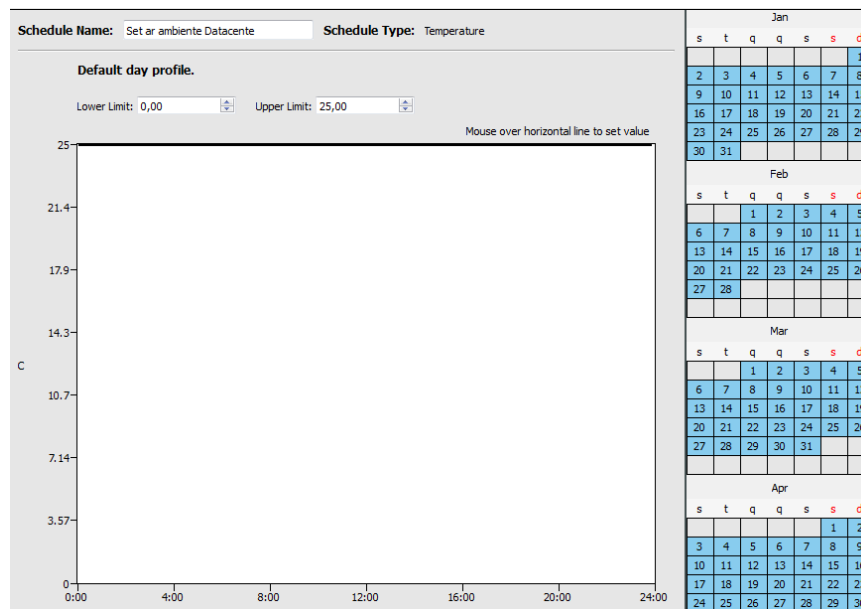 Schedule Name: Set ar ambiente Datacente Schedule Type: Temperature
Default day profile.
Lower Limit: 0,00 Upper Limit: 25,00
Mouse over horizontal line to set value
25
21.4
17.9
14.3
C
10.7
7.14
3.57
0
0:00 4:00 8:00 12:00 16:00 20:00 24:00
Jan
s t q q s s d
1
2 3 4 5 6 7 8
9 10 11 12 13 14
16 17 18 19 20 21
23 24 25 26 27 28
30 31
Feb
s t q q s s d
1 2 3 4 5
6 7 8 9 10 11
13 14 15 16 17 18
20 21 22 23 24 25
27 28
Mar
s t q q s s d
1 2 3 4 5
6 7 8 9 10 11
13 14 15 16 17 18
20 21 22 23 24 25
27 28 29 30 31
Apr
s t q q s s d
1 2
3 4 5 6 7 8 9
10 11 12 13 14 15
17 18 19 20 21 22
24 25 26 27 28 29